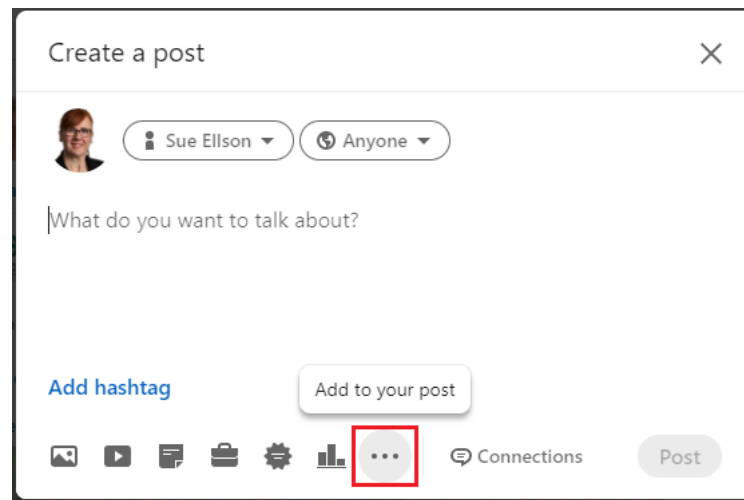 Create a post
Sue Ellson
Anyone
What do you want to talk about?
Add hashtag
Add to your post
Connections
Post